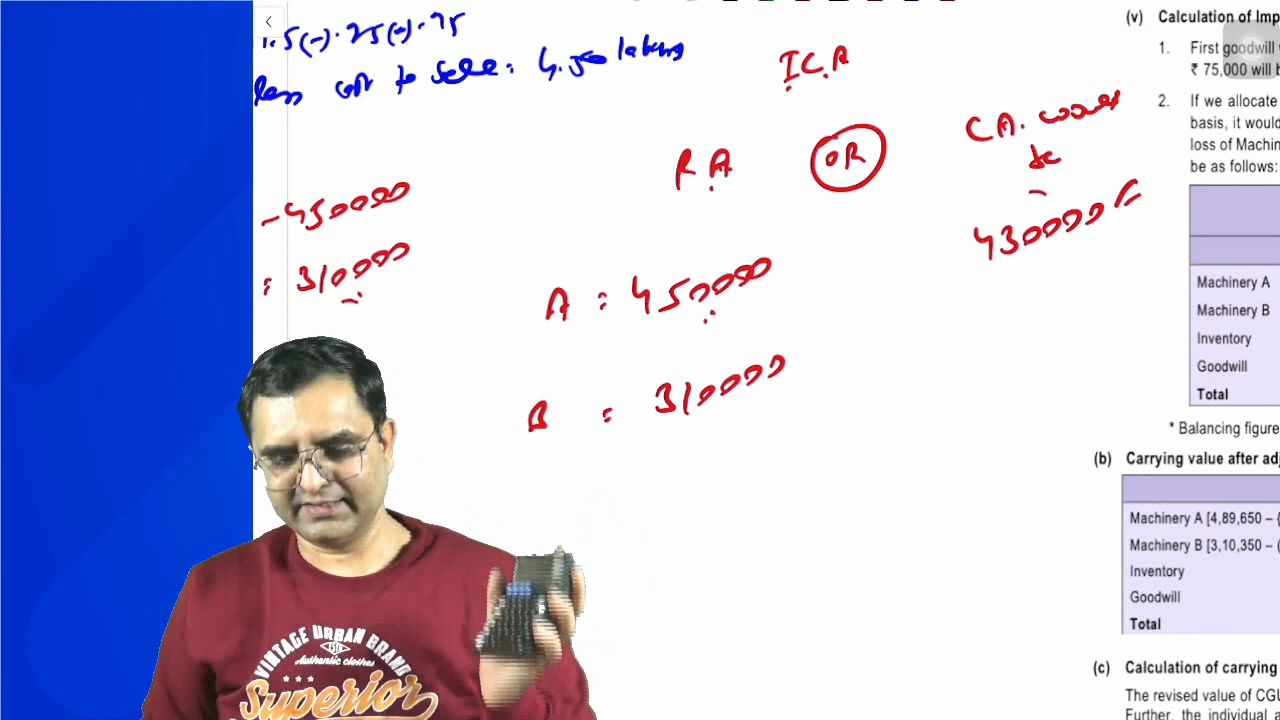 1.5(-).25(-).75
less cost to sell : 4.50 lakhs
ICA
CA. would
be
RA OR
430000
- 450000
= 310000
A : 450000
B : 310000
(v) Calculation of Imp
1. First goodwill
₹ 75,000 will b
2. If we allocate
basis, it would
loss of Machin
be as follows:
Machinery A
Machinery B
Inventory
Goodwill
Total
* Balancing figure
(b) Carrying value after adj
Machinery A [4,89,650 – {
Machinery B [3,10,350 – (
Inventory
Goodwill
Total
(c) Calculation of carrying
The revised value of CGU
Further, the individual a
VINTAGE URBAN BRAND
Authentic clothes
Superior